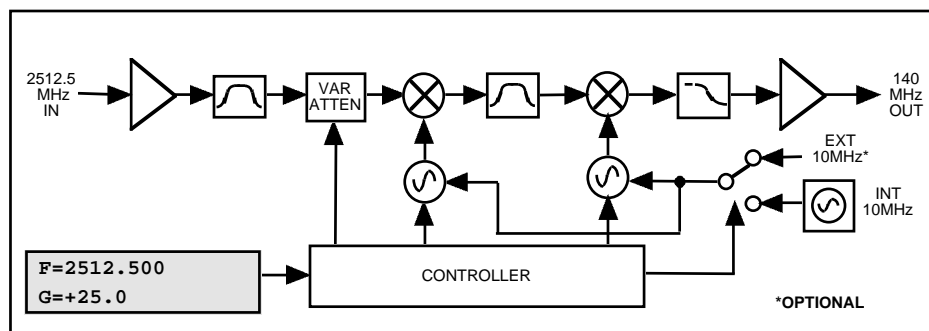 2512.5
MHz
IN
VAR
ATTEN
140
MHz
OUT
EXT
10MHz*
INT
10MHz
F=2512.500
G=+25.0
CONTROLLER
*OPTIONAL